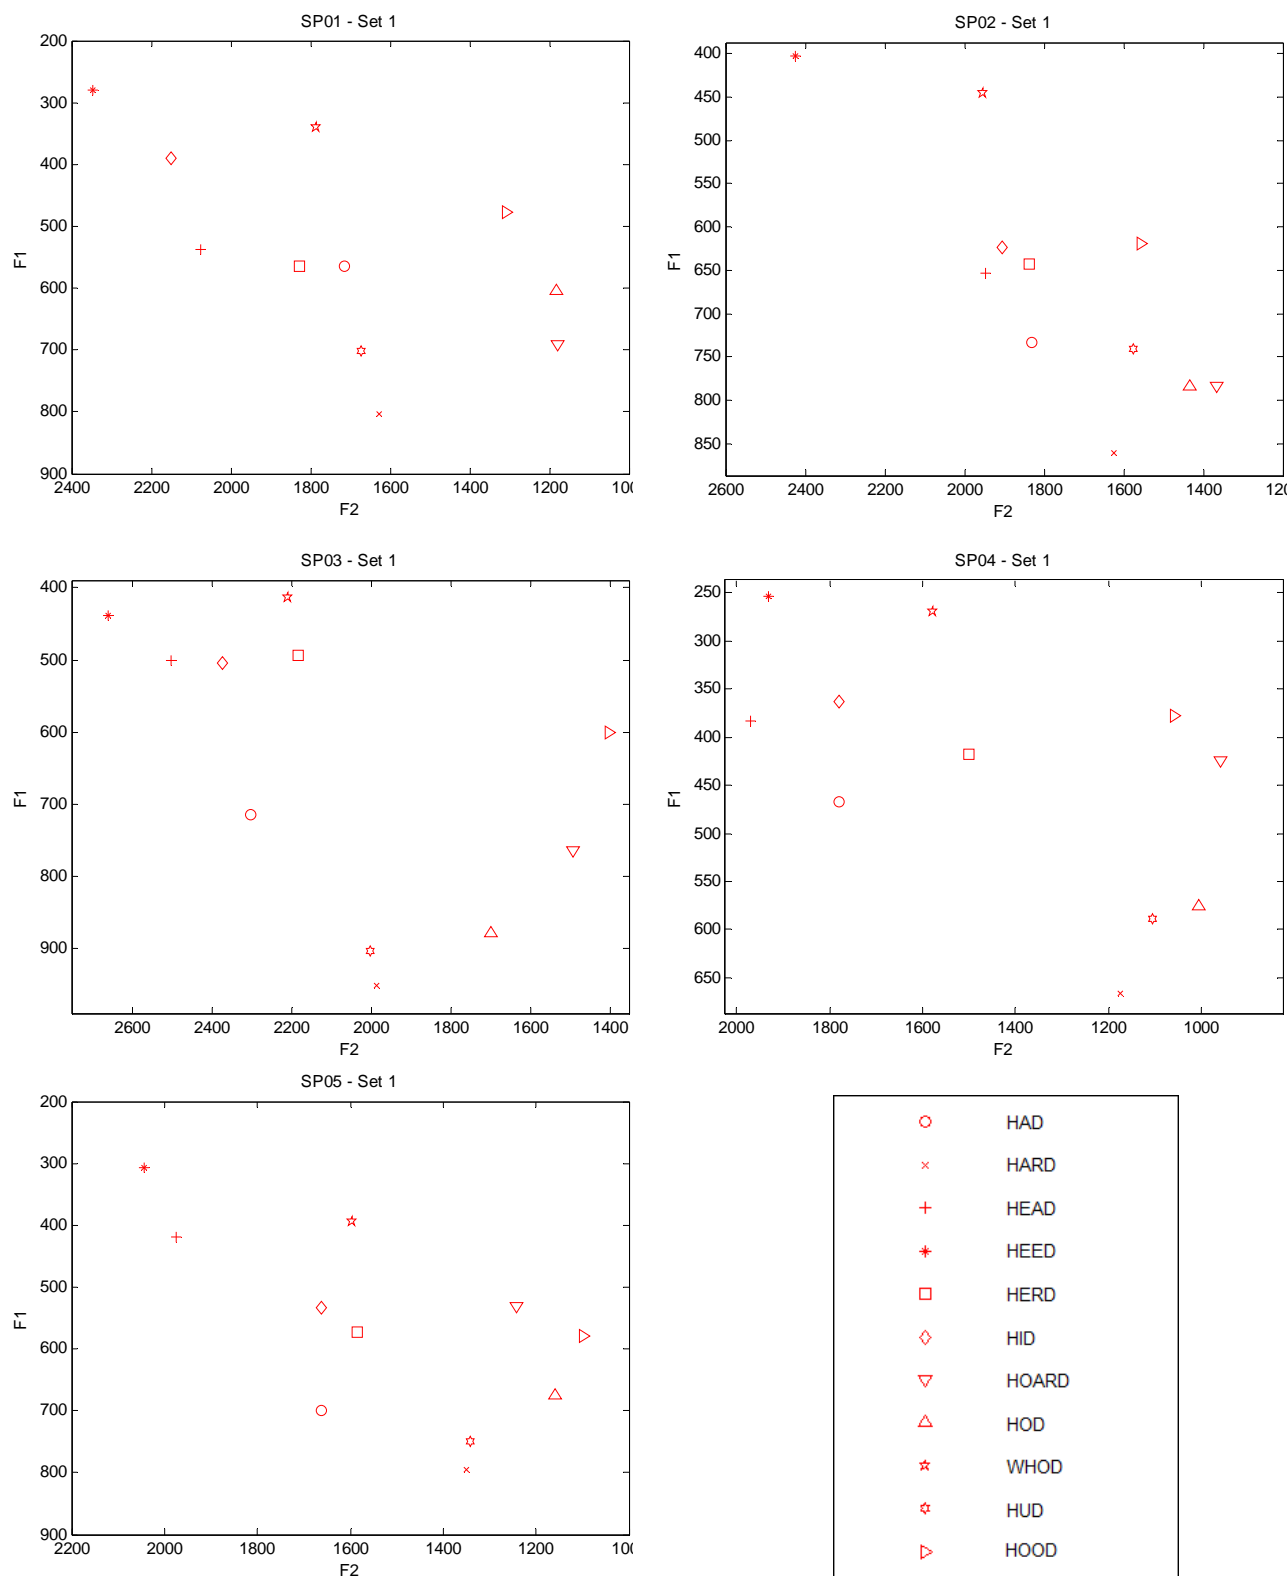 SP01 - Set 1
200
300
400
500
600
700
800
900
F1
2400 2200 2000 1800 1600 1400 1200 100
F2
SP02 - Set 1
400
450
500
550
600
650
700
750
800
850
F1
2600 2400 2200 2000 1800 1600 1400 120
F2
SP03 - Set 1
400
500
600
700
800
900
F1
2600 2400 2200 2000 1800 1600 1400
F2
SP04 - Set 1
250
300
350
400
450
500
550
600
650
F1
2000 1800 1600 1400 1200 1000
F2
SP05 - Set 1
200
300
400
500
600
700
800
900
F1
2200 2000 1800 1600 1400 1200 100
F2
HAD
HARD
HEAD
HEED
HERD
HID
HOARD
HOD
WHOD
HUD
HOOD